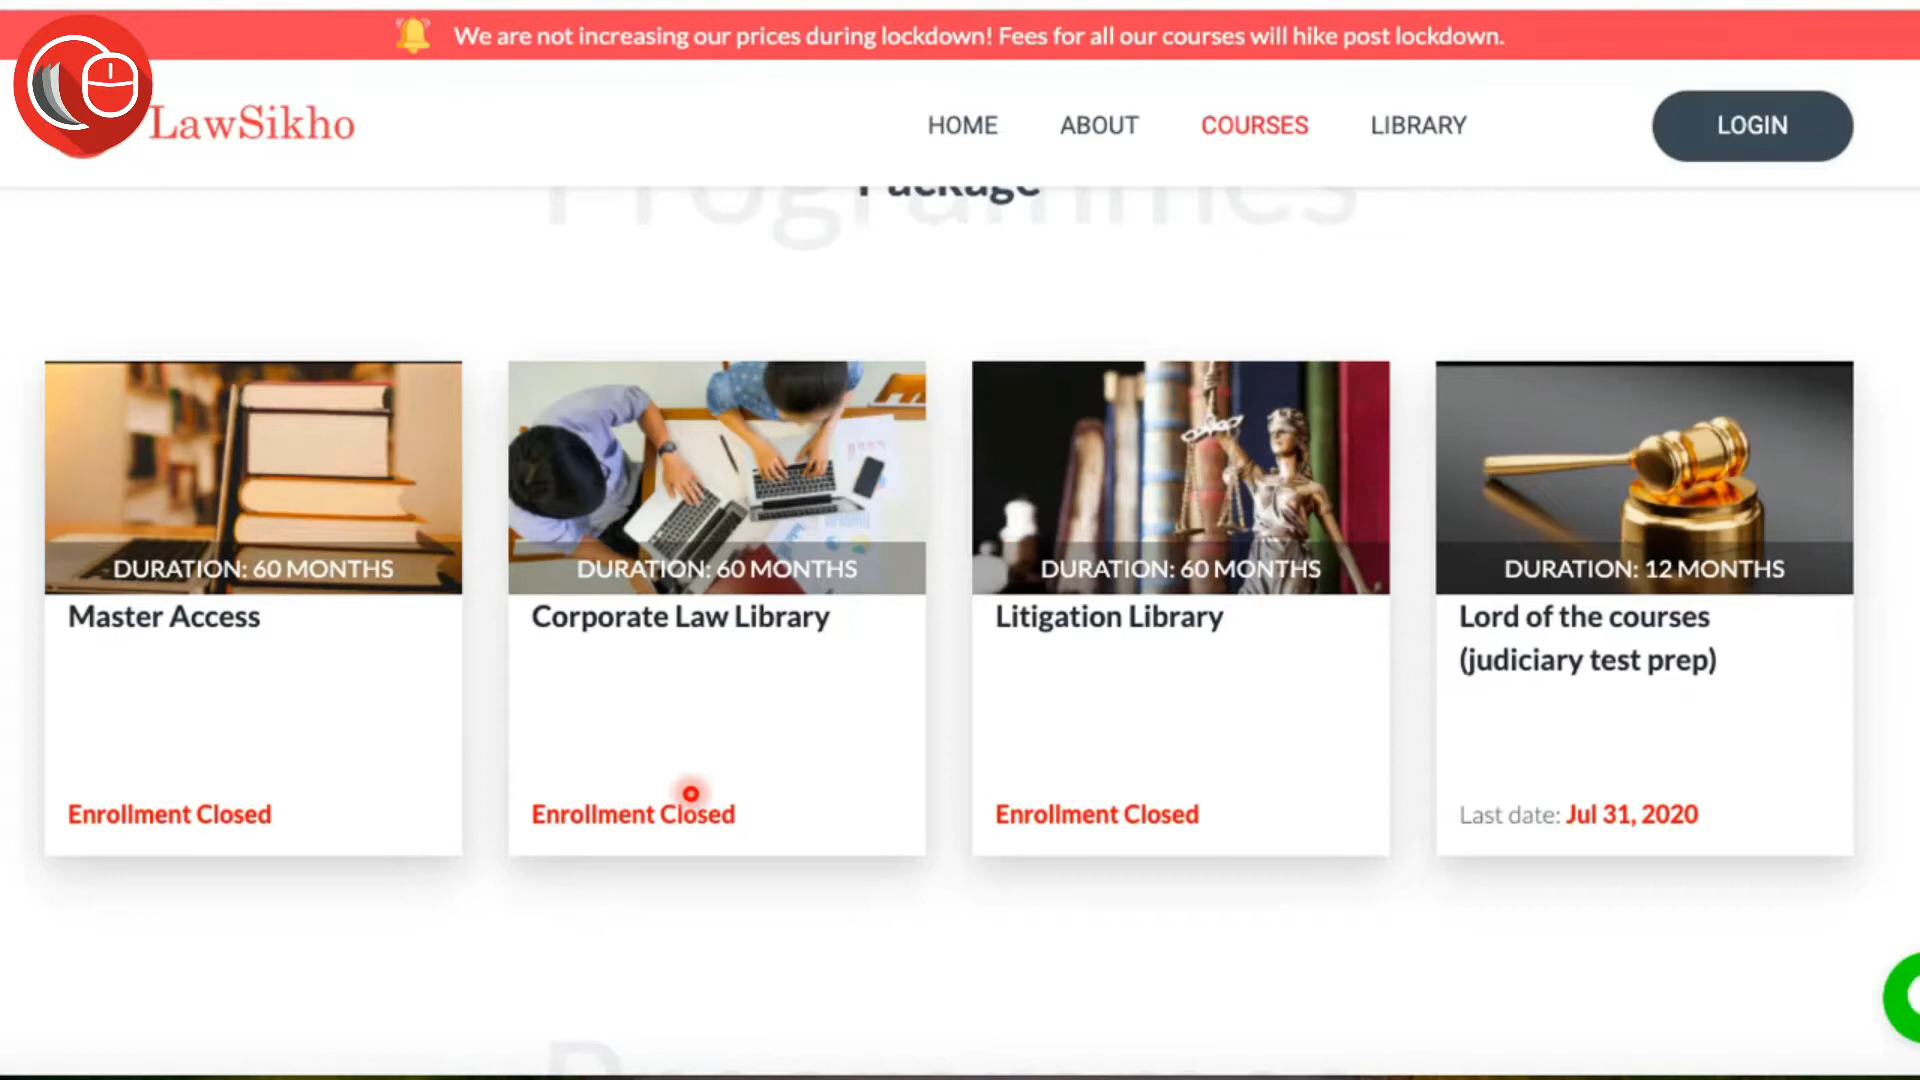 We are not increasing our prices during lockdown! Fees for all our courses will hike post lockdown.
LawSikho
HOME ABOUT COURSES LIBRARY LOGIN
Programmes
Package
DURATION: 60 MONTHS
Master Access
Enrollment Closed
DURATION: 60 MONTHS
Corporate Law Library
Enrollment Closed
DURATION: 60 MONTHS
Litigation Library
Enrollment Closed
DURATION: 12 MONTHS
Lord of the courses
(judiciary test prep)
Last date: Jul 31, 2020